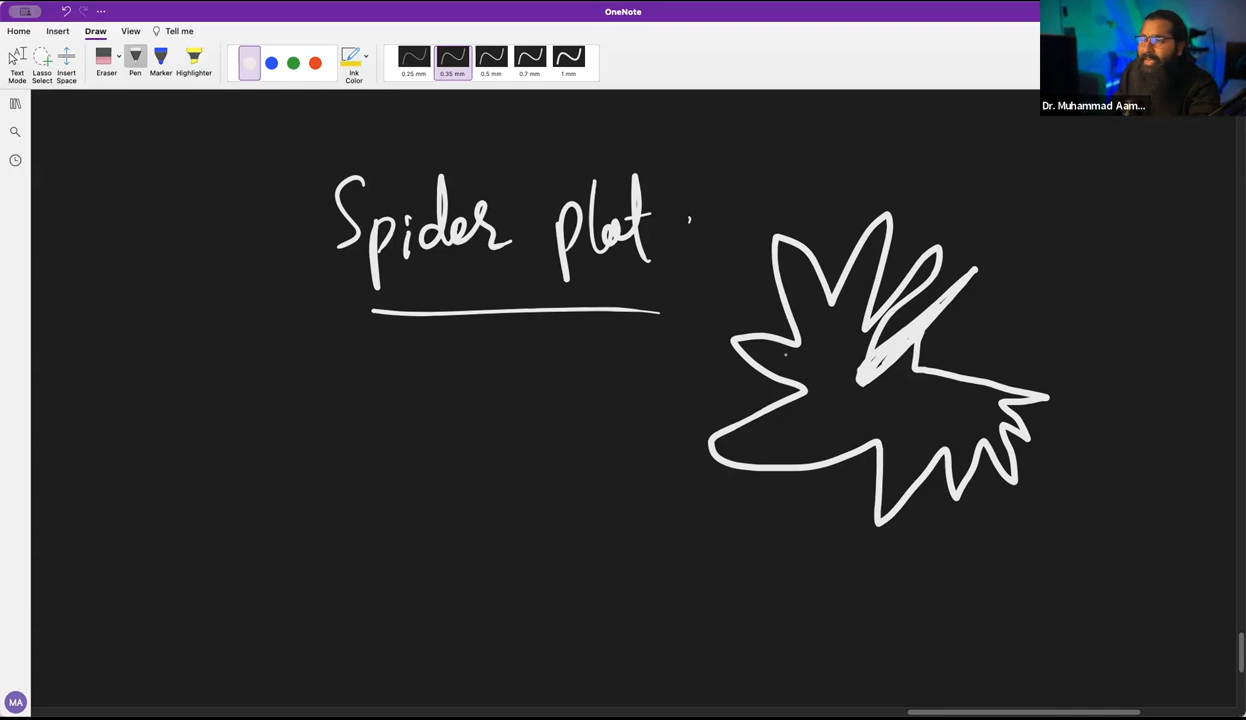 OneNote
Home Insert Draw View Tell me
Text Mode
Lasso Select
Insert Space
Eraser
Pen
Marker
Highlighter
Ink Color
0.25 mm
0.35 mm
0.5 mm
0.7 mm
1 mm
Dr. Muhammad Aam...
Spider plot
MA